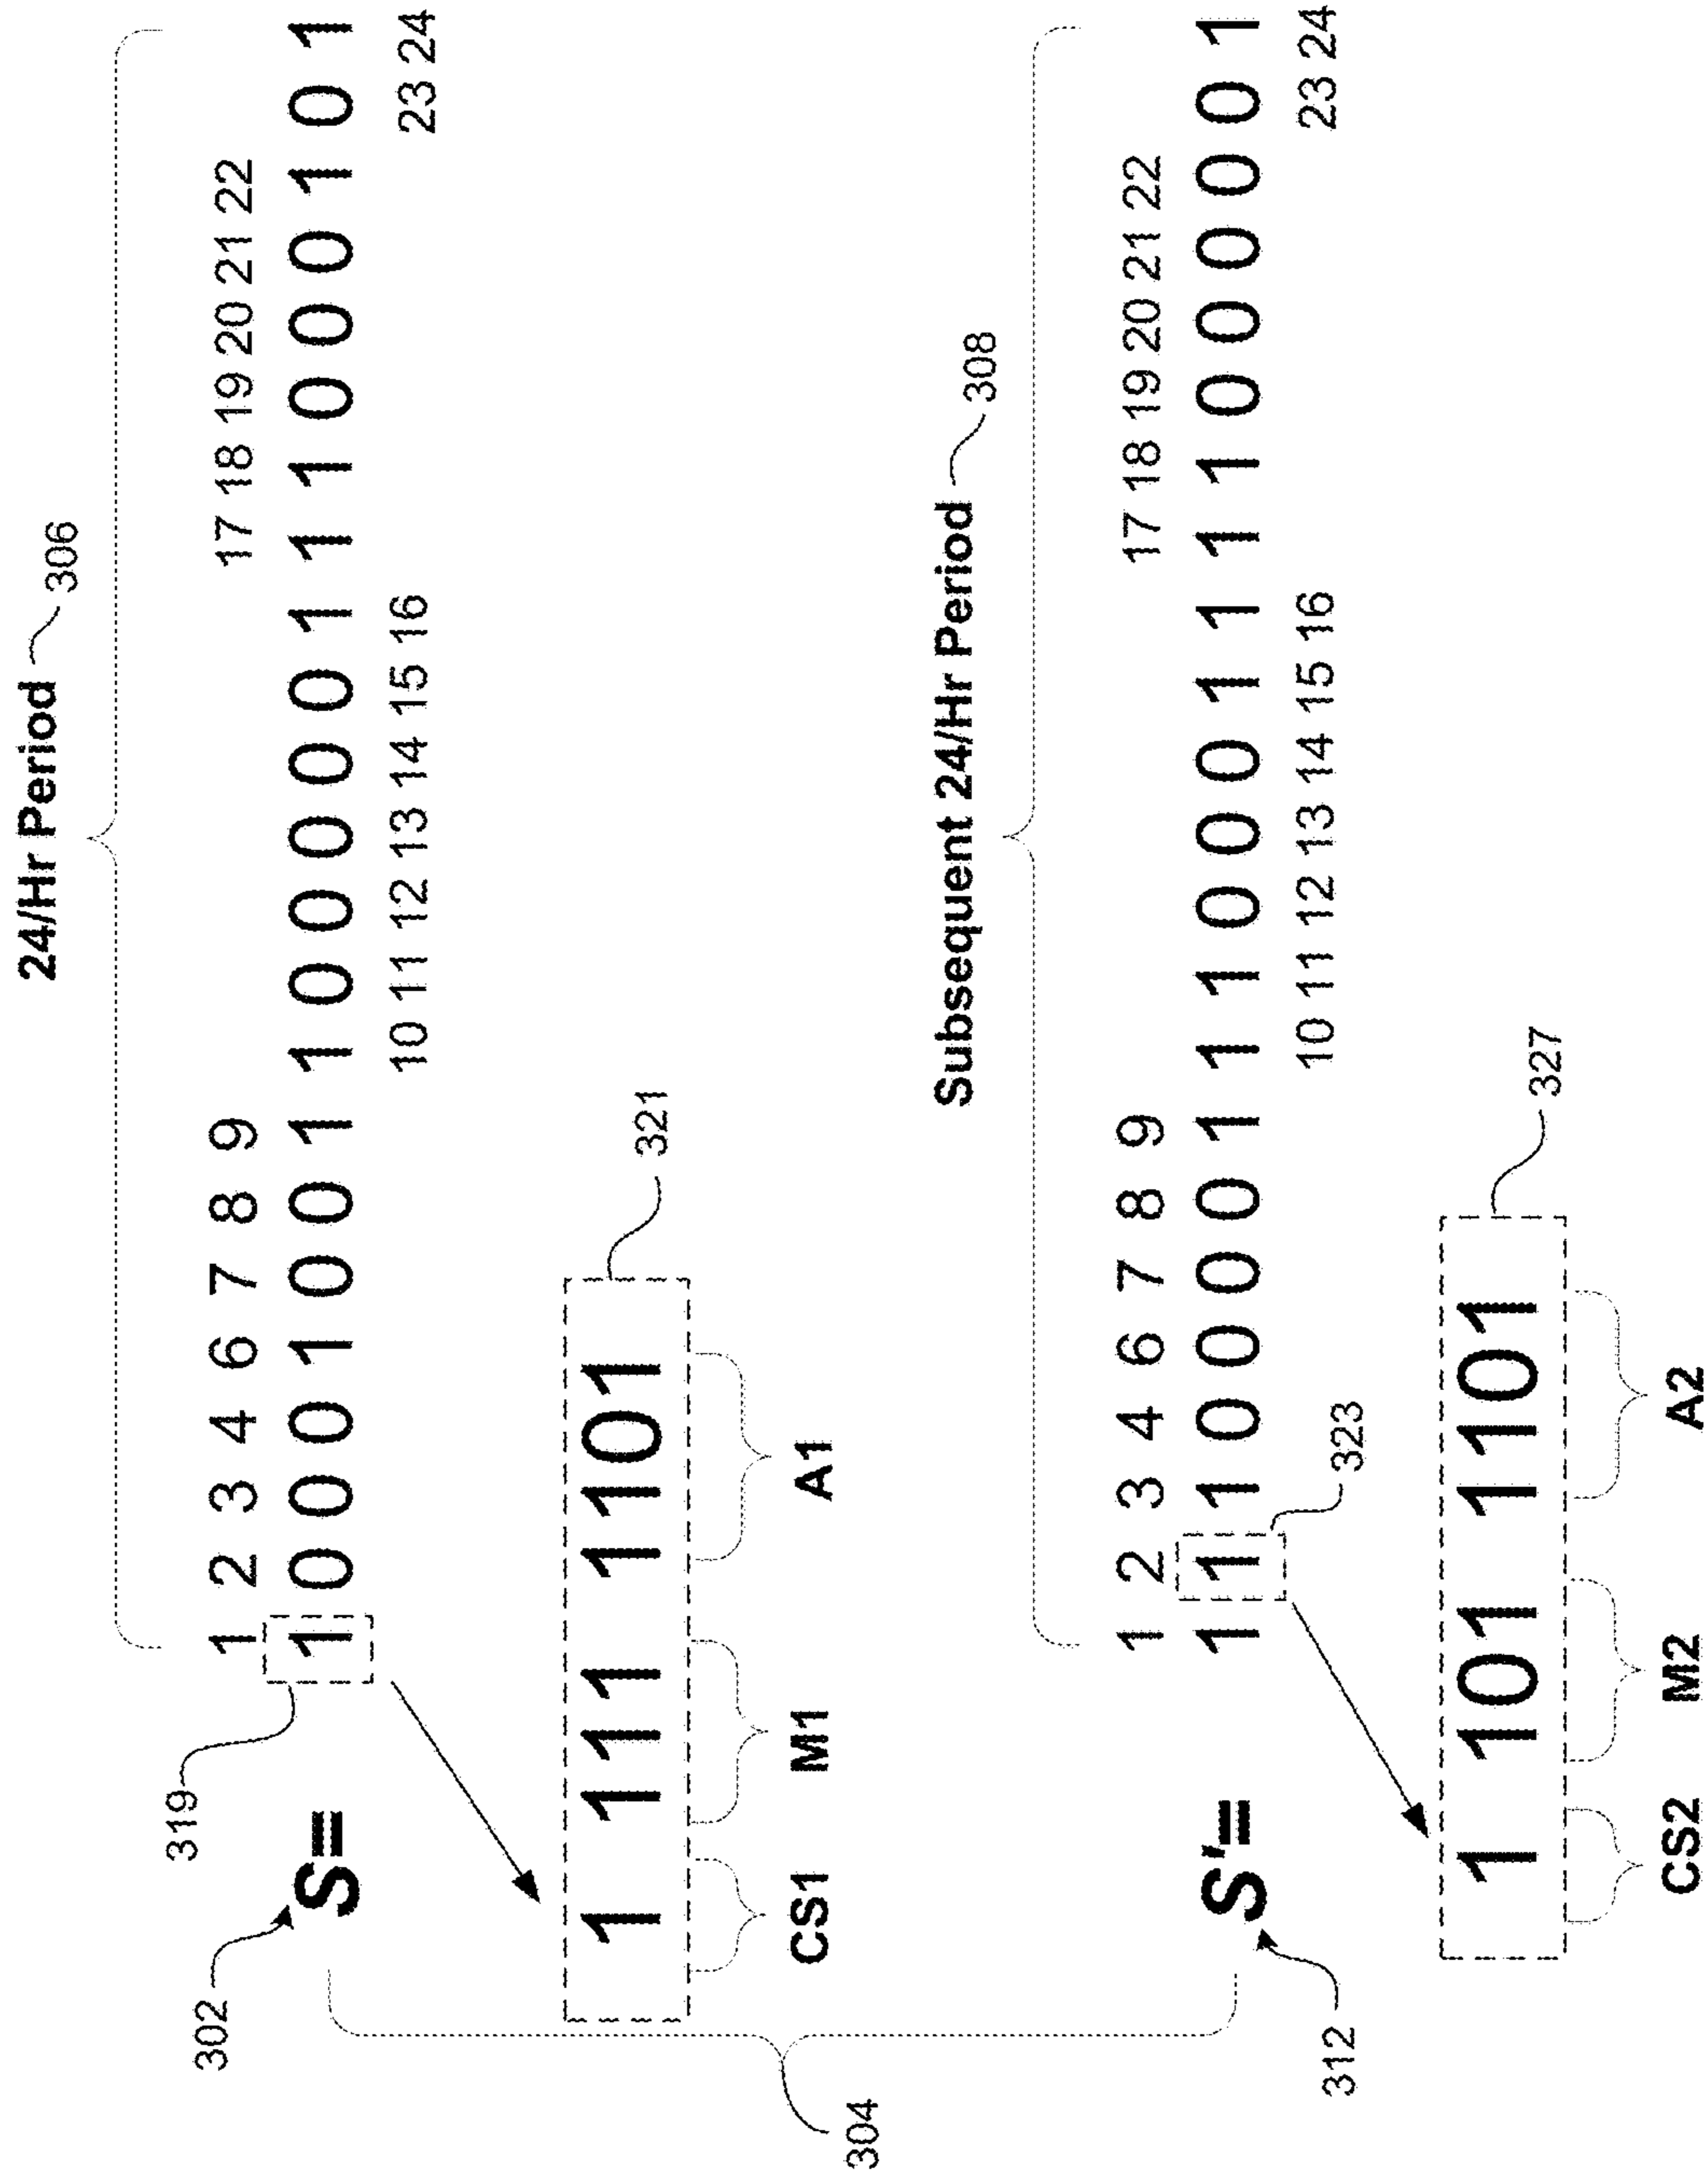 24/Hr Period 306
1 2 3 4 6 7 8 9 17 18 19 20 21 22
319
302
S= 1 0 0 0 1 0 0 1 1 0 0 0 0 0 1 1 1 0 0 0 1 0 1
10 11 12 13 14 15 16 23 24
1 111 1101
321
CS1 M1 A1
304
Subsequent 24/Hr Period 308
1 2 3 4 6 7 8 9 17 18 19 20 21 22
S'= 1 1 1 0 0 0 0 1 1 1 0 0 0 1 1 1 1 0 0 0 0 0 1
10 11 12 13 14 15 16 23 24
312
323
1 101 1101
327
CS2 M2 A2